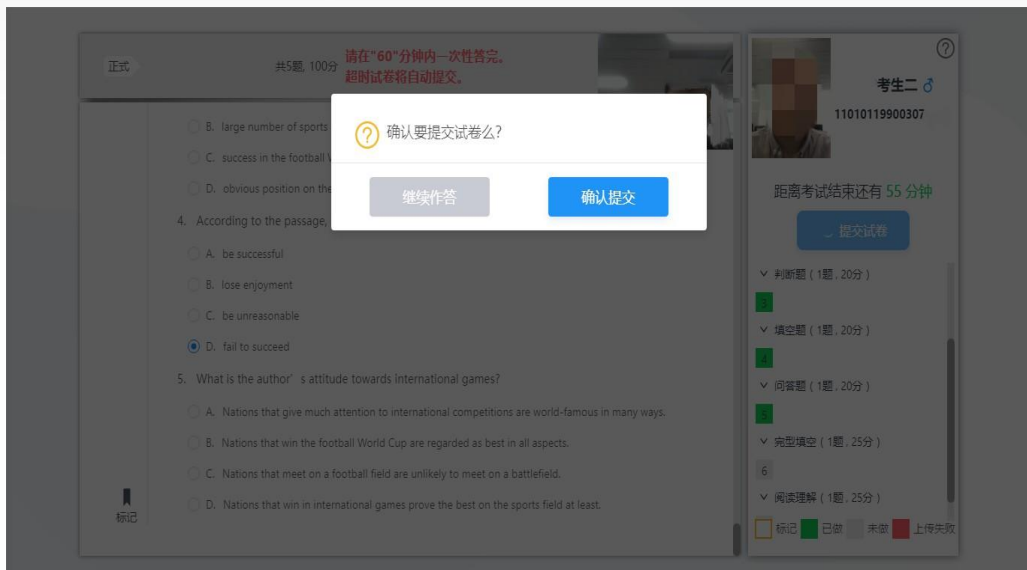 正式
共5题, 100分
请在"60"分钟内一次性答完。
超时试卷将自动提交。
B. large number of sports
C. success in the football
D. obvious position on the
4. According to the passage,
A. be successful
B. lose enjoyment
C. be unreasonable
D. fail to succeed
5. What is the author's attitude towards international games?
A. Nations that give much attention to international competitions are world-famous in many ways.
B. Nations that win the football World Cup are regarded as best in all aspects.
C. Nations that meet on a football field are unlikely to meet on a battlefield.
D. Nations that win in international games prove the best on the sports field at least.
标记
确认要提交试卷么?
继续作答
确认提交
考生二
11010119900307
距离考试结束还有 55 分钟
提交试卷
判断题 ( 1题, 20分 )
3
填空题 ( 1题, 20分 )
4
问答题 ( 1题, 20分 )
5
完型填空 ( 1题, 25分 )
6
阅读理解 ( 1题, 25分 )
标记 已做 未做 上传失败